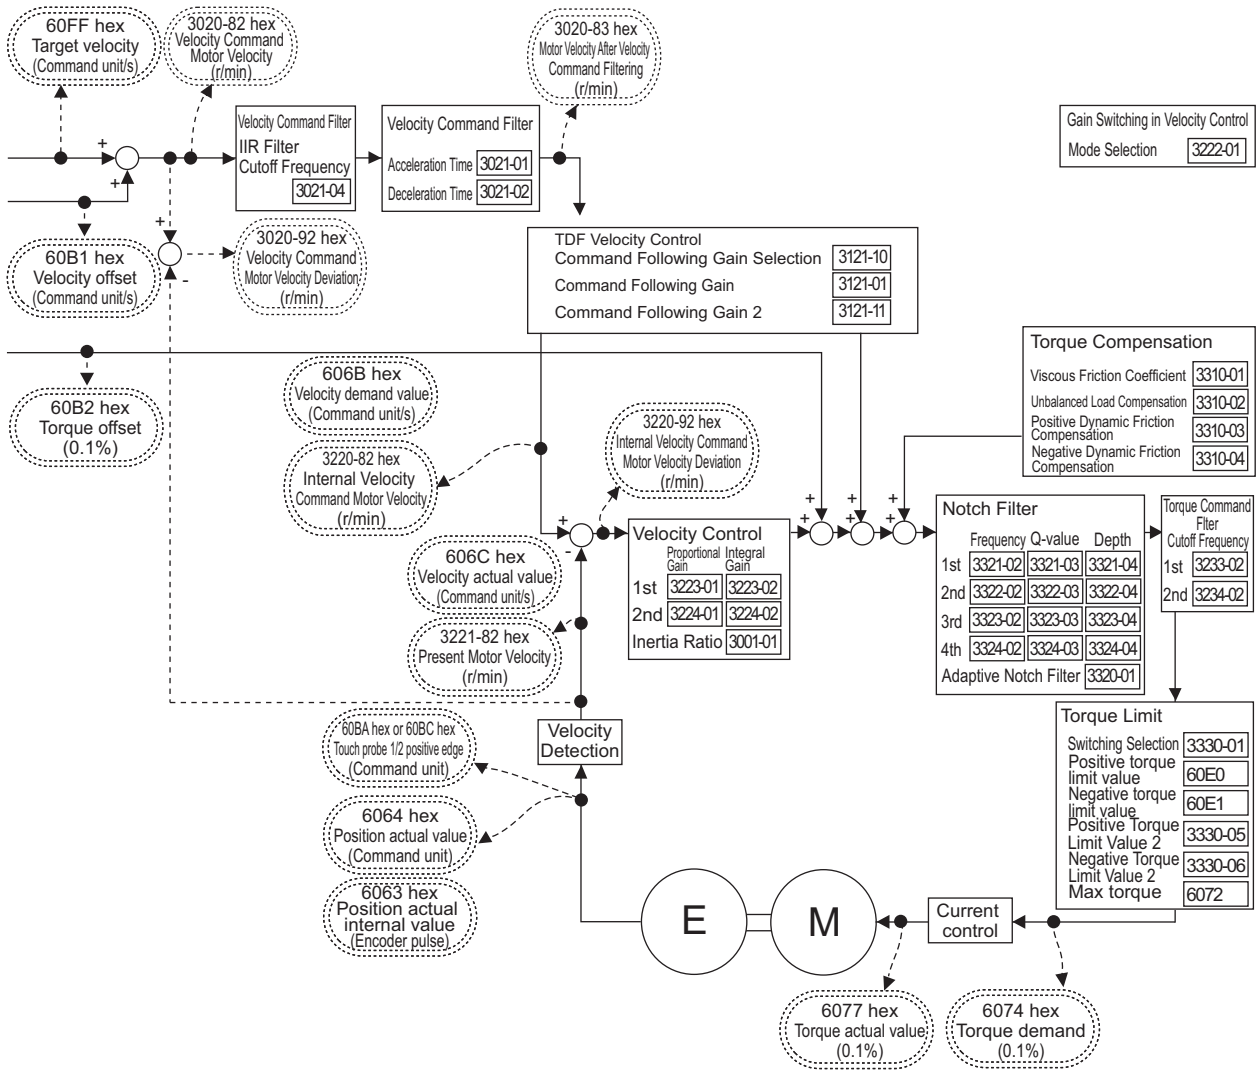 60FF hex
Target velocity
(Command unit/s)
3020-82 hex
Velocity Command
Motor Velocity
(r/min)
3020-83 hex
Motor Velocity After Velocity
Command Filtering
(r/min)
Velocity Command Filter
IIR Filter
Cutoff Frequency
3021-04
Velocity Command Filter
Acceleration Time 3021-01
Deceleration Time 3021-02
Gain Switching in Velocity Control
Mode Selection 3222-01
+
+
+
-
60B1 hex
Velocity offset
(Command unit/s)
3020-92 hex
Velocity Command
Motor Velocity Deviation
(r/min)
TDF Velocity Control
Command Following Gain Selection 3121-10
Command Following Gain 3121-01
Command Following Gain 2 3121-11
60B2 hex
Torque offset
(0.1%)
606B hex
Velocity demand value
(Command unit/s)
3220-82 hex
Internal Velocity
Command Motor Velocity
(r/min)
3220-92 hex
Internal Velocity Command
Motor Velocity Deviation
(r/min)
Torque Compensation
Viscous Friction Coefficient 3310-01
Unbalanced Load Compensation 3310-02
Positive Dynamic Friction
Compensation 3310-03
Negative Dynamic Friction
Compensation 3310-04
+
-
+ + +
+ + +
606C hex
Velocity actual value
(Command unit/s)
3221-82 hex
Present Motor Velocity
(r/min)
Velocity Control
Proportional Gain Integral Gain
1st 3223-01 3223-02
2nd 3224-01 3224-02
Inertia Ratio 3001-01
Notch Filter
Frequency Q-value Depth
1st 3321-02 3321-03 3321-04
2nd 3322-02 3322-03 3322-04
3rd 3323-02 3323-03 3323-04
4th 3324-02 3324-03 3324-04
Adaptive Notch Filter 3320-01
Torque Command
Flter
Cutoff Frequency
1st 3233-02
2nd 3234-02
60BA hex or 60BC hex
Touch probe 1/2 positive edge
(Command unit)
Velocity
Detection
6064 hex
Position actual value
(Command unit)
6063 hex
Position actual
internal value
(Encoder pulse)
Torque Limit
Switching Selection 3330-01
Positive torque
limit value 60E0
Negative torque
limit value 60E1
Positive Torque
Limit Value 2 3330-05
Negative Torque
Limit Value 2 3330-06
Max torque 6072
E
M
Current
control
6077 hex
Torque actual value
(0.1%)
6074 hex
Torque demand
(0.1%)